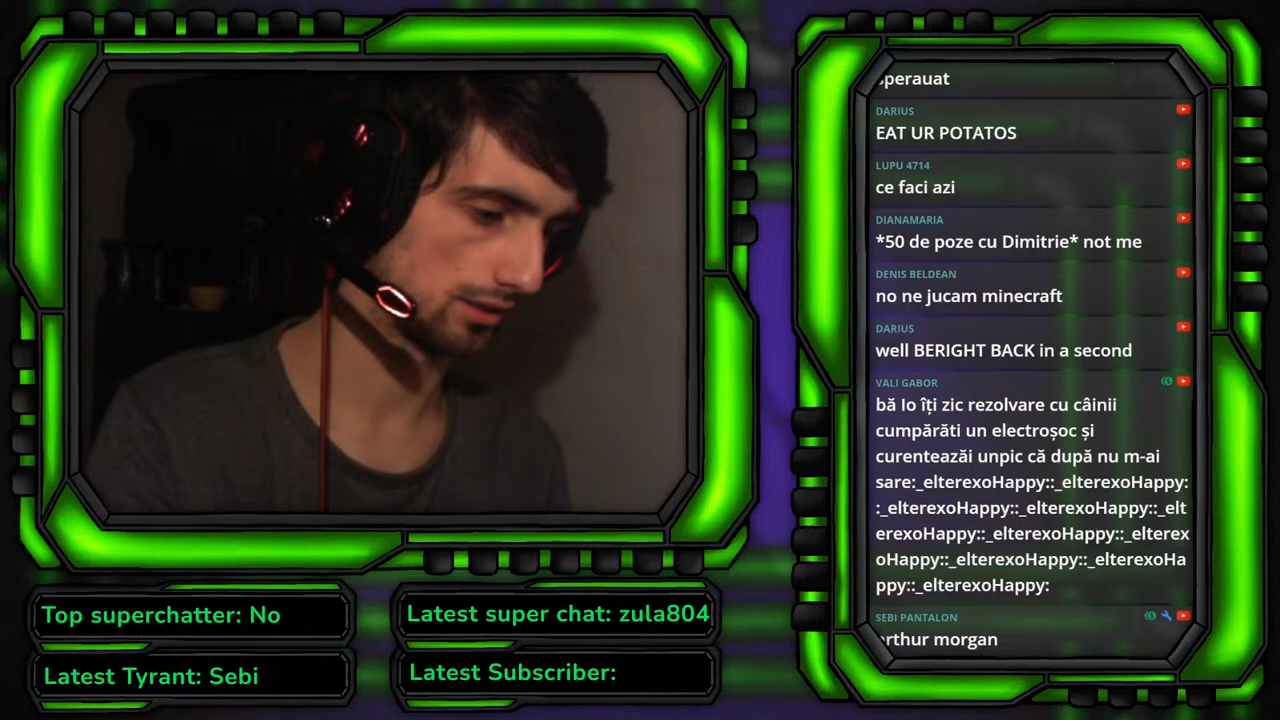 sperauat
DARIUS
EAT UR POTATOS
LUPU 4714
ce faci azi
DIANAMARIA
*50 de poze cu Dimitrie* not me
DENIS BELDEAN
no ne jucam minecraft
DARIUS
well BERIGHT BACK in a second
VALI GABOR
bă Io îți zic rezolvare cu câinii
cumpărăti un electroșoc și
curentează​i unpic că după nu m-ai
sare:_elterexoHappy::_elterexoHappy:
:_elterexoHappy::_elterexoHappy::_elt
erexoHappy::_elterexoHappy::_elterex
oHappy::_elterexoHappy::_elterexoHa
ppy::_elterexoHappy:
SEBI PANTALON
arthur morgan
Top superchatter: No
Latest super chat: zula804
Latest Tyrant: Sebi
Latest Subscriber: